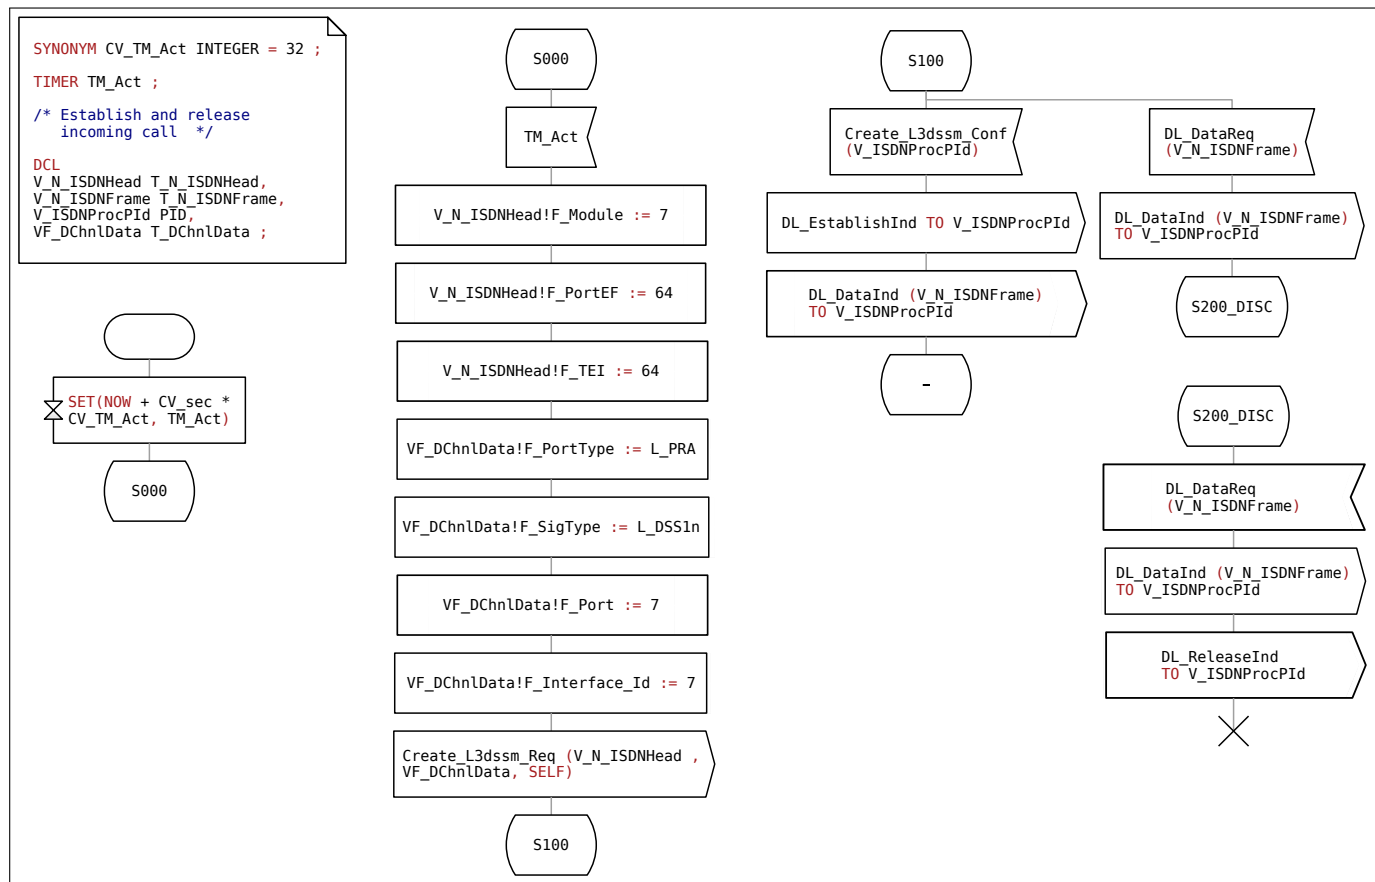 SYNONYM CV_TM_Act INTEGER = 32 ;
TIMER TM_Act ;
/* Establish and release
incoming call */
DCL
V_N_ISDNHead T_N_ISDNHead,
V_N_ISDNFrame T_N_ISDNFrame,
V_ISDNProcPId PID,
VF_DChnlData T_DChnlData ;
SET(NOW + CV_sec *
CV_TM_Act, TM_Act)
S000
S000
TM_Act
V_N_ISDNHead!F_Module := 7
V_N_ISDNHead!F_PortEF := 64
V_N_ISDNHead!F_TEI := 64
VF_DChnlData!F_PortType := L_PRA
VF_DChnlData!F_SigType := L_DSS1n
VF_DChnlData!F_Port := 7
VF_DChnlData!F_Interface_Id := 7
Create_L3dssm_Req (V_N_ISDNHead ,
VF_DChnlData, SELF)
S100
S100
Create_L3dssm_Conf
(V_ISDNProcPId)
DL_EstablishInd TO V_ISDNProcPId
DL_DataInd (V_N_ISDNFrame)
TO V_ISDNProcPId
-
DL_DataReq
(V_N_ISDNFrame)
DL_DataInd (V_N_ISDNFrame)
TO V_ISDNProcPId
S200_DISC
S200_DISC
DL_DataReq
(V_N_ISDNFrame)
DL_DataInd (V_N_ISDNFrame)
TO V_ISDNProcPId
DL_ReleaseInd
TO V_ISDNProcPId